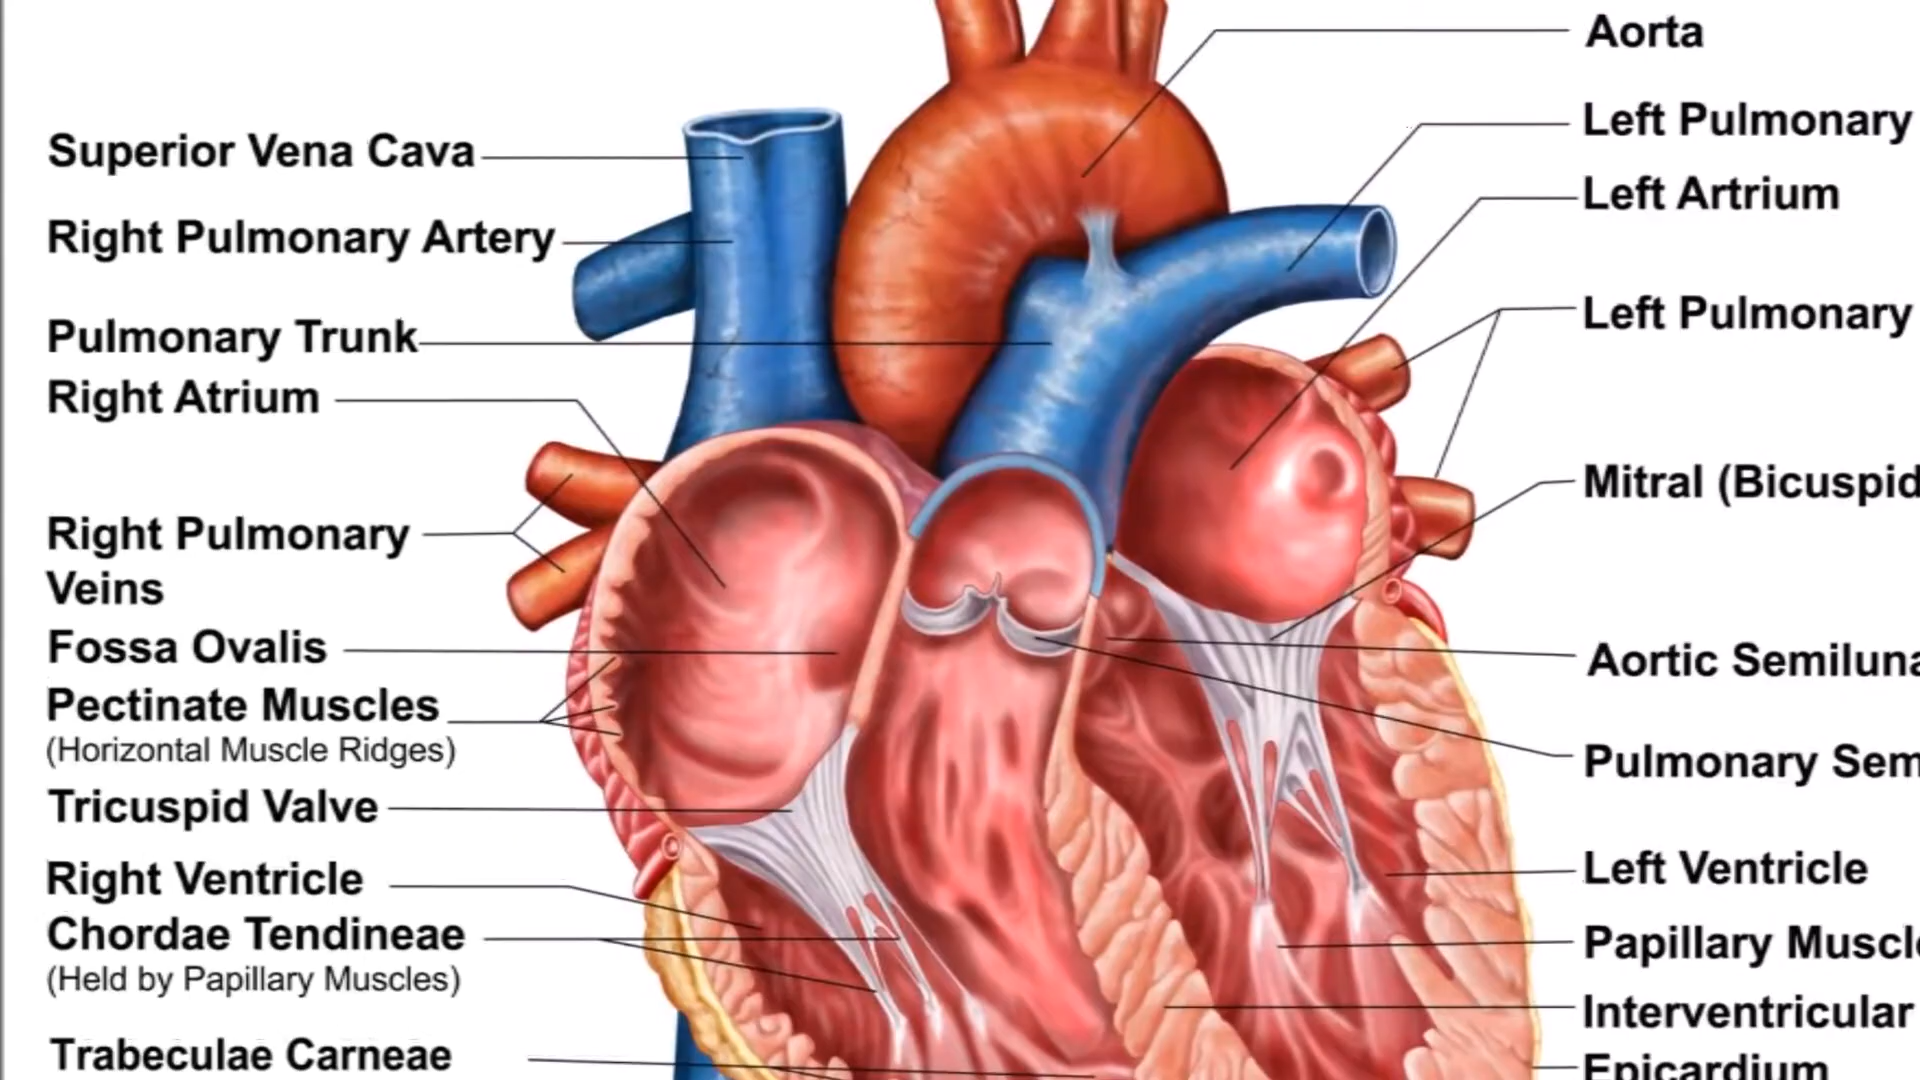 Superior Vena Cava
Right Pulmonary Artery
Pulmonary Trunk
Right Atrium
Right Pulmonary
Veins
Fossa Ovalis
Pectinate Muscles
(Horizontal Muscle Ridges)
Tricuspid Valve
Right Ventricle
Chordae Tendineae
(Held by Papillary Muscles)
Trabeculae Carneae
Aorta
Left Pulmonary
Left Artrium
Left Pulmonary
Mitral (Bicuspid
Aortic Semiluna
Pulmonary Sem
Left Ventricle
Papillary Muscle
Interventricular
Epicardium